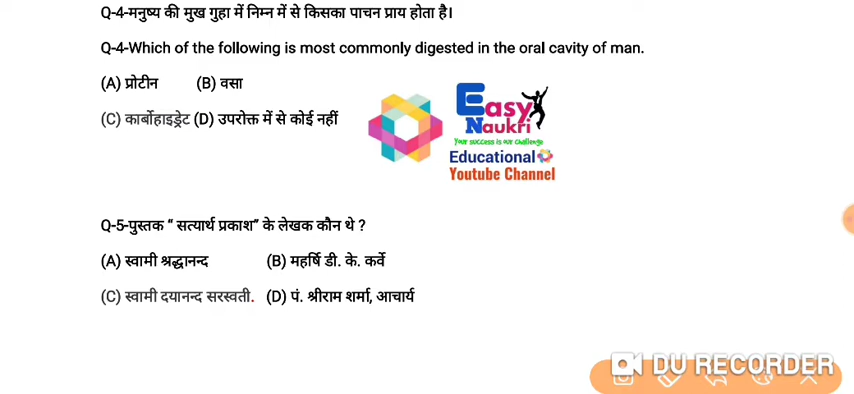 Q-4-मनुष्य की मुख गुहा में निम्न में से किसका पाचन प्राय होता है।
Q-4-Which of the following is most commonly digested in the oral cavity of man.
(A) प्रोटीन (B) वसा
(C) कार्बोहाइड्रेट (D) उपरोक्त में से कोई नहीं
Easy
Naukri
Your success is our challenge
Educational
Youtube Channel
Q-5-पुस्तक “ सत्यार्थ प्रकाश” के लेखक कौन थे ?
(A) स्वामी श्रद्धानन्द (B) महर्षि डी. के. कर्वे
(C) स्वामी दयानन्द सरस्वती. (D) पं. श्रीराम शर्मा, आचार्य
DU RECORDER